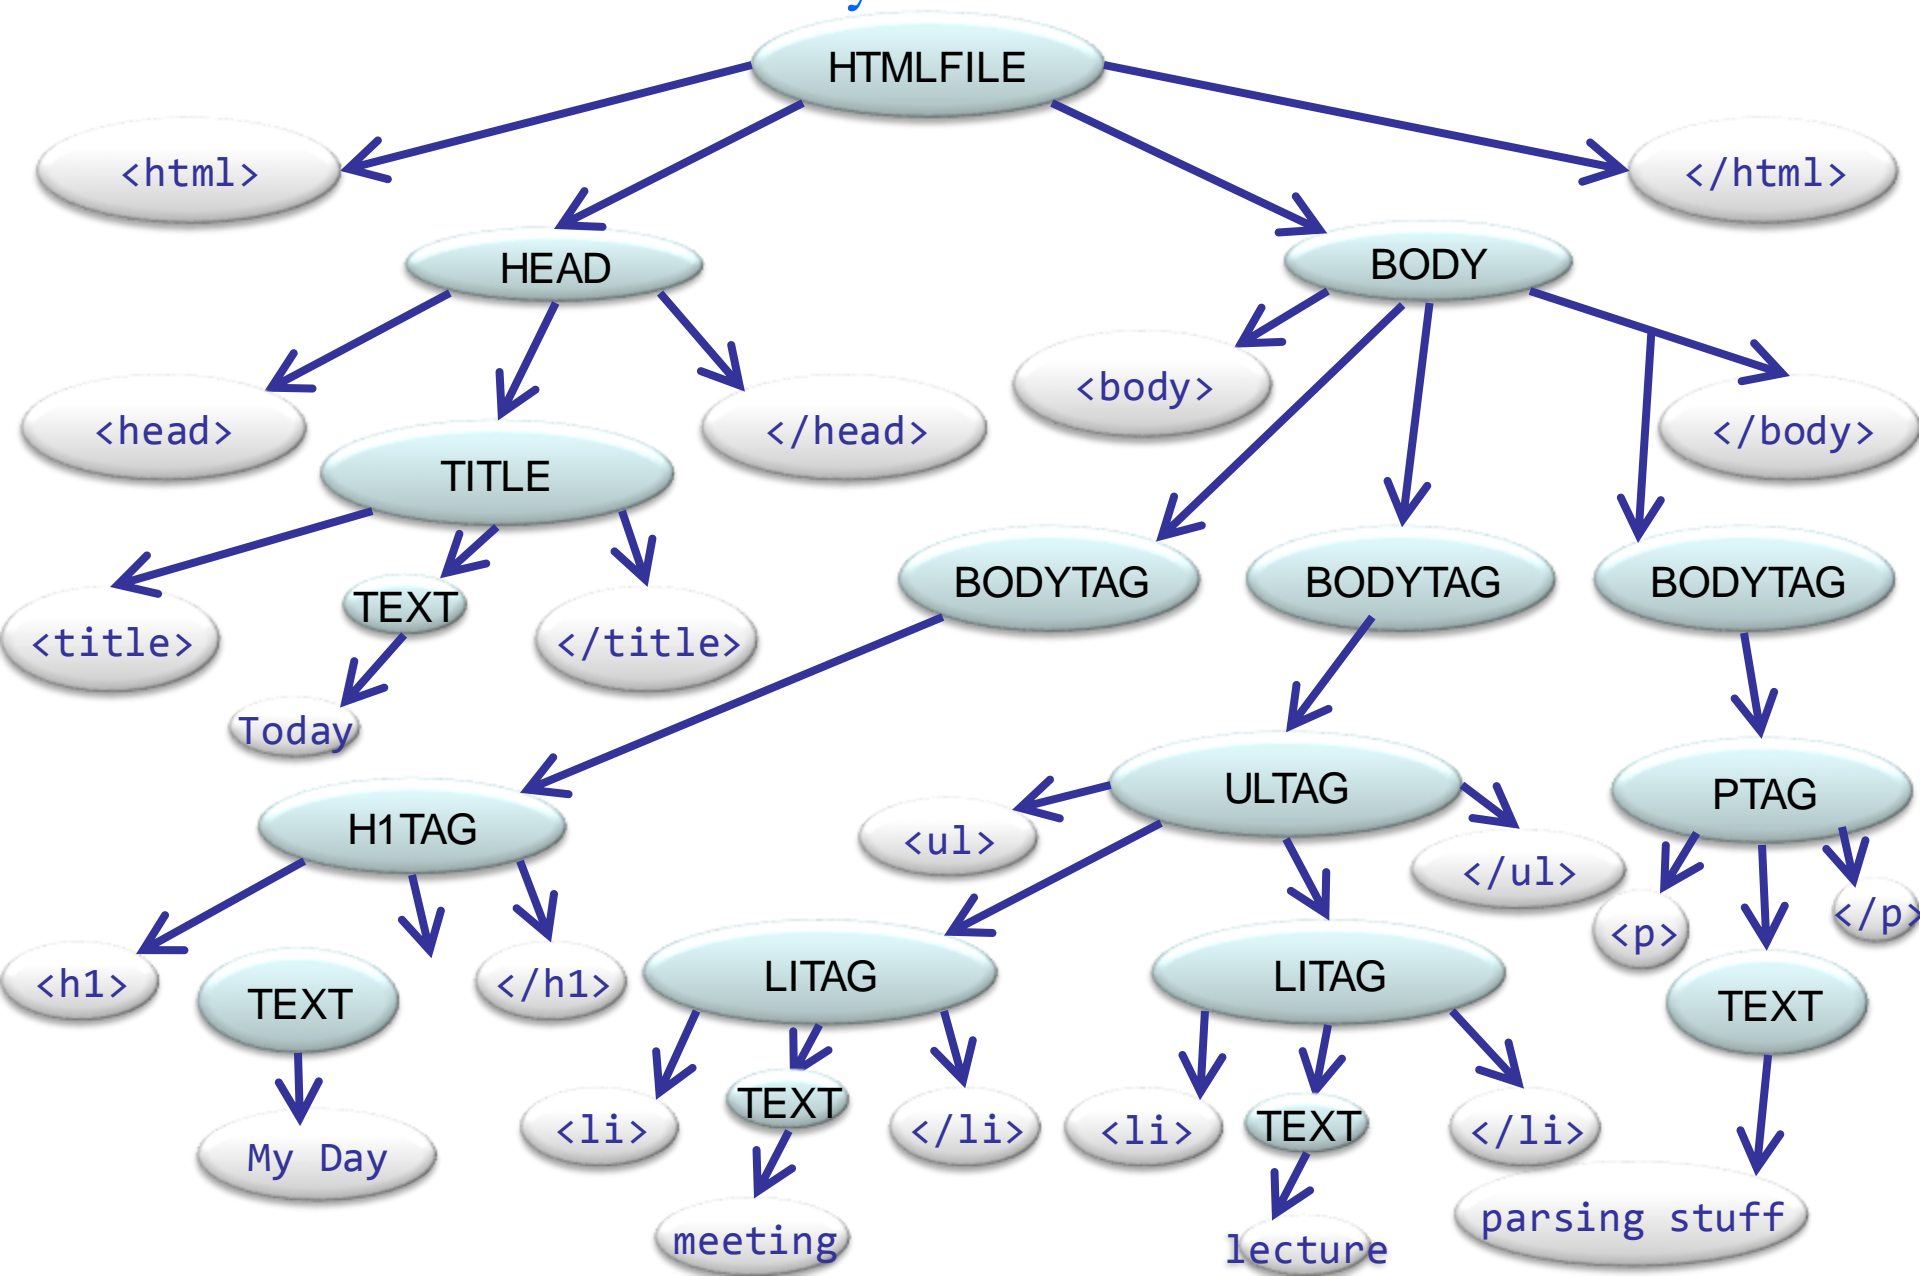 HTMLFILE
<html>
</html>
HEAD
BODY
<head>
</head>
<body>
</body>
TITLE
BODYTAG
BODYTAG
BODYTAG
<title>
TEXT
</title>
Today
H1TAG
ULTAG
PTAG
<ul>
</ul>
<p>
</p>
<h1>
TEXT
</h1>
LITAG
LITAG
TEXT
<li>
TEXT
</li>
<li>
TEXT
</li>
My Day
meeting
lecture
parsing stuff